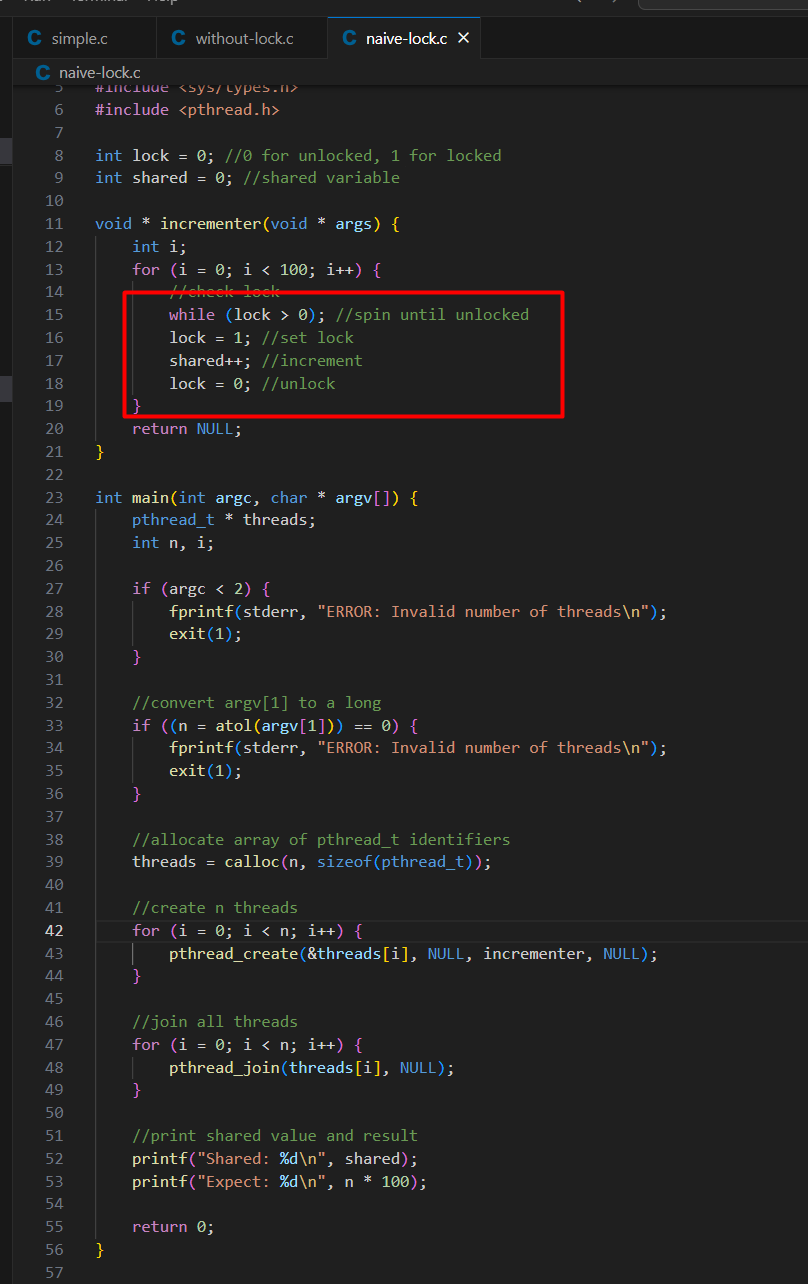 simple.c
without-lock.c
naive-lock.c
naive-lock.c
5 #include <sys/types.h>
6 #include <pthread.h>
7
8 int lock = 0; //0 for unlocked, 1 for locked
9 int shared = 0; //shared variable
10
11 void * incrementer(void * args) {
12     int i;
13     for (i = 0; i < 100; i++) {
14         //check lock
15         while (lock > 0); //spin until unlocked
16         lock = 1; //set lock
17         shared++; //increment
18         lock = 0; //unlock
19     }
20     return NULL;
21 }
22
23 int main(int argc, char * argv[]) {
24     pthread_t * threads;
25     int n, i;
26
27     if (argc < 2) {
28         fprintf(stderr, "ERROR: Invalid number of threads\n");
29         exit(1);
30     }
31
32     //convert argv[1] to a long
33     if ((n = atol(argv[1])) == 0) {
34         fprintf(stderr, "ERROR: Invalid number of threads\n");
35         exit(1);
36     }
37
38     //allocate array of pthread_t identifiers
39     threads = calloc(n, sizeof(pthread_t));
40
41     //create n threads
42     for (i = 0; i < n; i++) {
43         pthread_create(&threads[i], NULL, incrementer, NULL);
44     }
45
46     //join all threads
47     for (i = 0; i < n; i++) {
48         pthread_join(threads[i], NULL);
49     }
50
51     //print shared value and result
52     printf("Shared: %d\n", shared);
53     printf("Expect: %d\n", n * 100);
54
55     return 0;
56 }
57